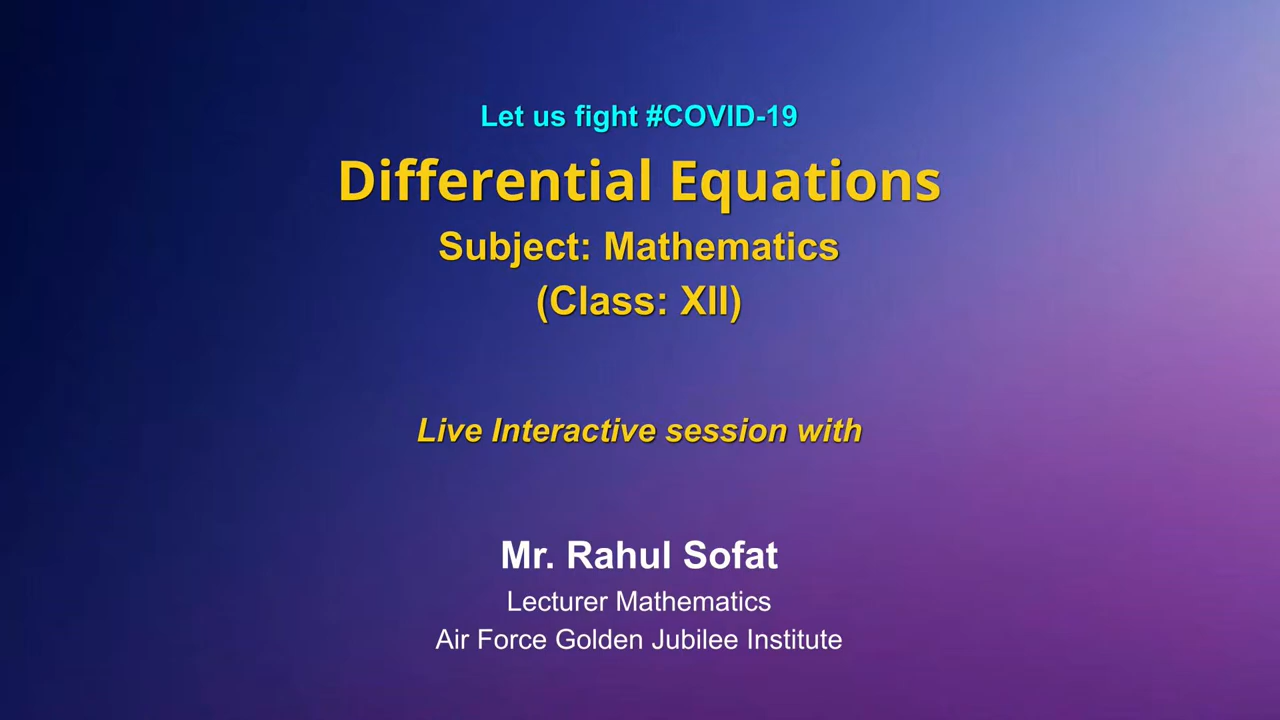 Let us fight #COVID-19
Differential Equations
Subject: Mathematics
(Class: XII)
Live Interactive session with
Mr. Rahul Sofat
Lecturer Mathematics
Air Force Golden Jubilee Institute